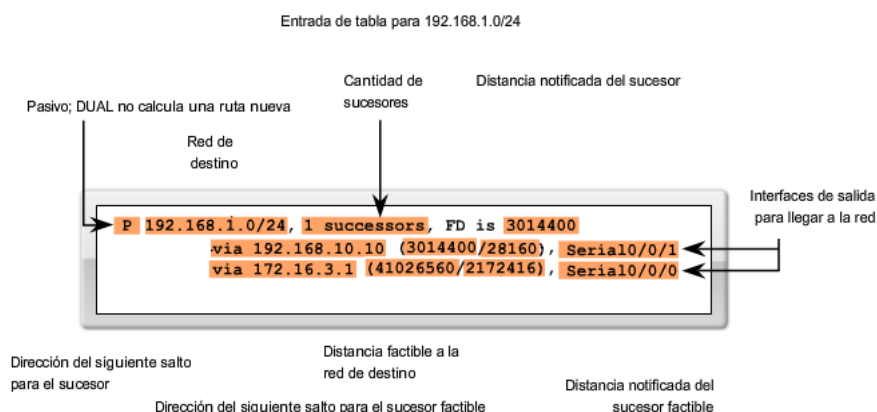 Entrada de tabla para 192.168.1.0/24
Cantidad de
sucesores
Distancia notificada del sucesor
Pasivo; DUAL no calcula una ruta nueva
Red de
destino
Interfaces de salida
para llegar a la red
P 192.168.1.0/24, 1 successors, FD is 3014400
via 192.168.10.10 (3014400/28160), Serial0/0/1
via 172.16.3.1 (41026560/2172416), Serial0/0/0
Dirección del siguiente salto
para el sucesor
Distancia factible a la
red de destino
Distancia notificada del
sucesor factible
Dirección del siguiente salto para el sucesor factible